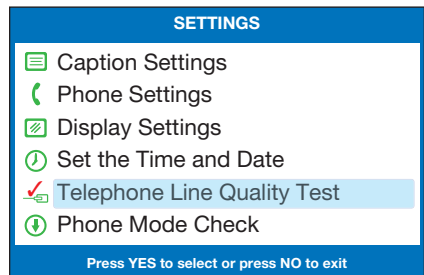 SETTINGS
Caption Settings
Phone Settings
Display Settings
Set the Time and Date
Telephone Line Quality Test
Phone Mode Check
Press YES to select or press NO to exit